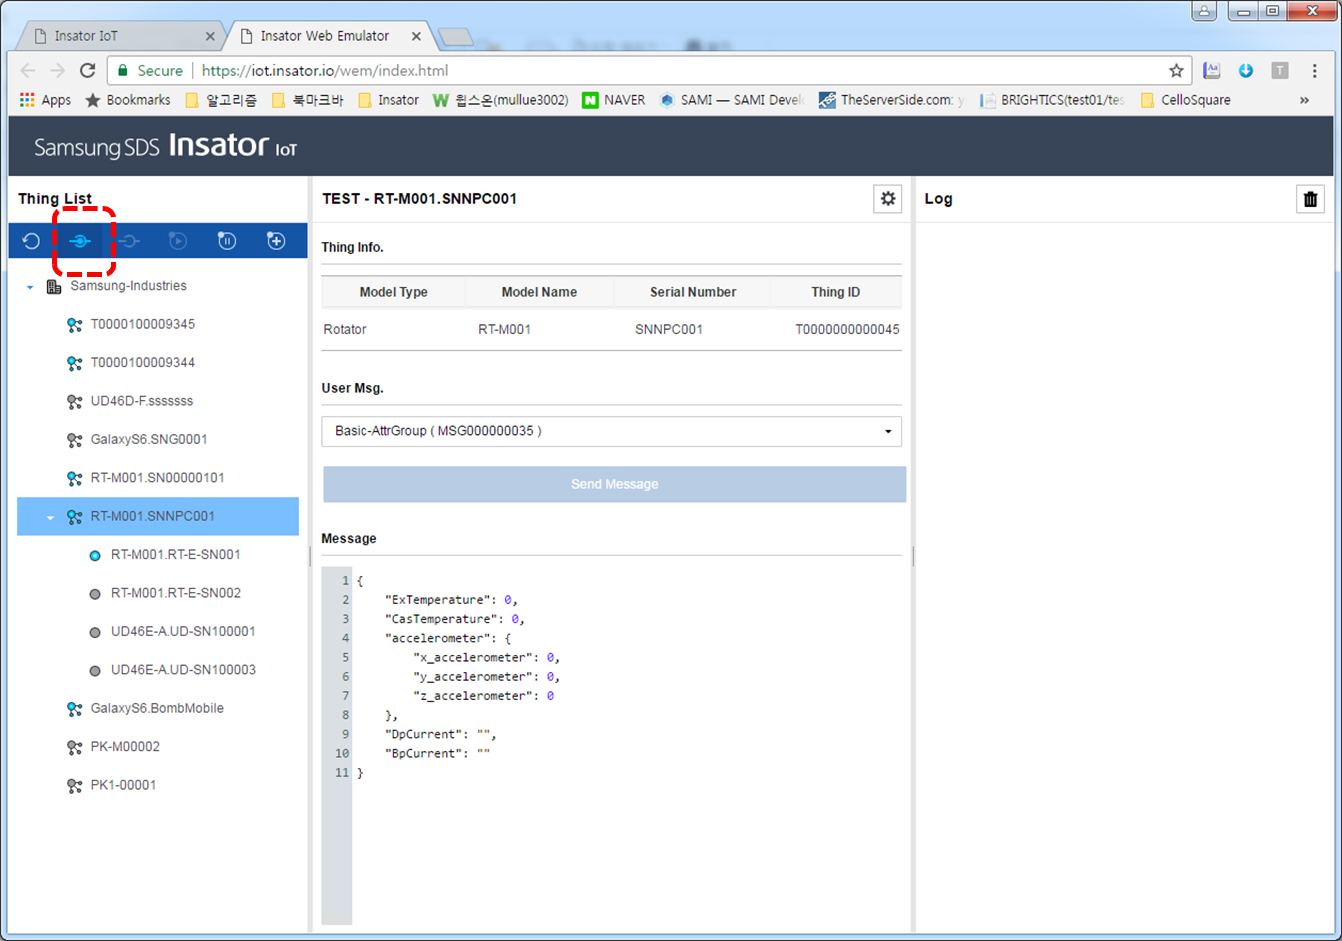 Insator IoT
Insator Web Emulator
Secure https://iot.insator.io/wem/index.html
Apps Bookmarks 알고리즘 북마크바 Insator 윕스온(mullue3002) NAVER SAMI — SAMI Devel TheServerSide.com: y BRIGHTICS(test01/tes CelloSquare »
Samsung SDS Insator IoT
Thing List
Samsung-Industries
T0000100009345
T0000100009344
UD46D-F.sssssss
GalaxyS6.SNG0001
RT-M001.SN00000101
RT-M001.SNNPC001
RT-M001.RT-E-SN001
RT-M001.RT-E-SN002
UD46E-A.UD-SN100001
UD46E-A.UD-SN100003
GalaxyS6.BombMobile
PK-M00002
PK1-00001
TEST - RT-M001.SNNPC001
Thing Info.
Model Type Model Name Serial Number Thing ID
Rotator RT-M001 SNNPC001 T0000000000045
User Msg.
Basic-AttrGroup ( MSG000000035 )
Send Message
Message
1 {
2 "ExTemperature": 0,
3 "CasTemperature": 0,
4 "accelerometer": {
5 "x_accelerometer": 0,
6 "y_accelerometer": 0,
7 "z_accelerometer": 0
8 },
9 "DpCurrent": "",
10 "BpCurrent": ""
11 }
Log